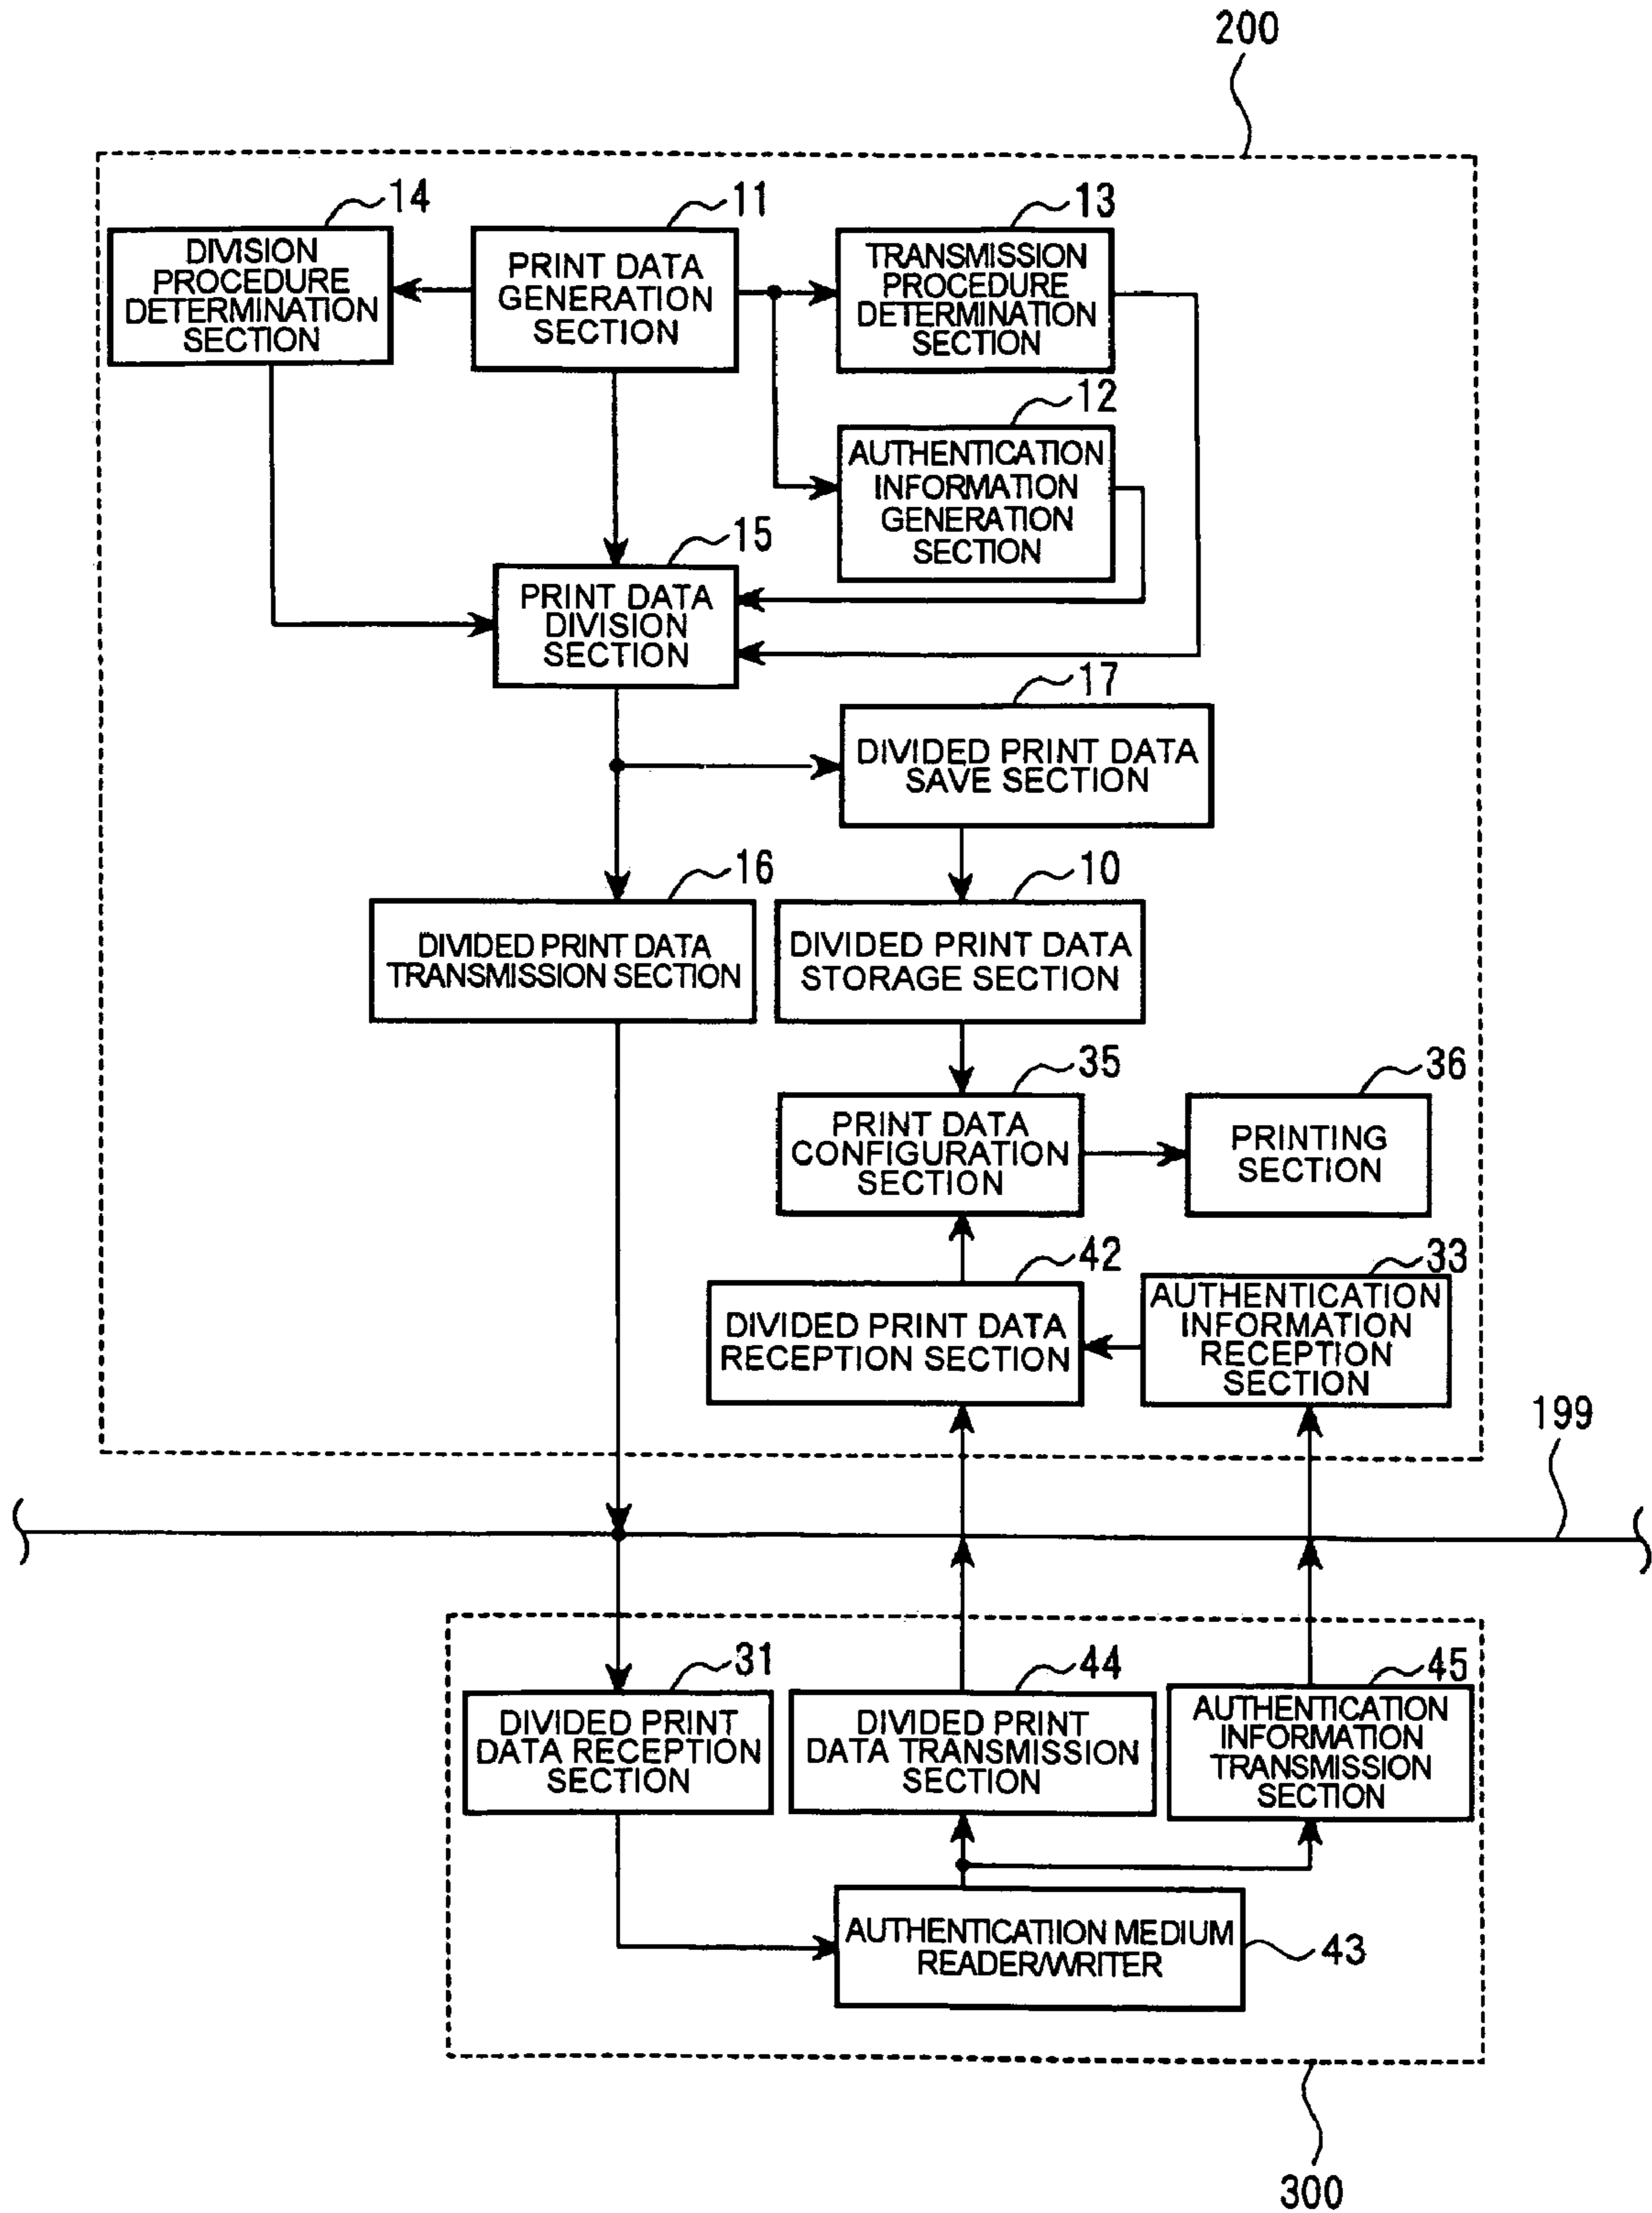 200
14
DIVISION
PROCEDURE
DETERMINATION
SECTION
11
PRINT DATA
GENERATION
SECTION
13
TRANSMISSION
PROCEDURE
DETERMINATION
SECTION
12
AUTHENTICATION
INFORMATION
GENERATION
SECTION
15
PRINT DATA
DIVISION
SECTION
17
DIVIDED PRINT DATA
SAVE SECTION
16
DIVIDED PRINT DATA
TRANSMISSION SECTION
10
DIVIDED PRINT DATA
STORAGE SECTION
35
PRINT DATA
CONFIGURATION
SECTION
36
PRINTING
SECTION
42
DIVIDED PRINT DATA
RECEPTION SECTION
33
AUTHENTICATION
INFORMATION
RECEPTION
SECTION
199
31
DIVIDED PRINT
DATA RECEPTION
SECTION
44
DIVIDED PRINT
DATA TRANSMISSION
SECTION
45
AUTHENTICATION
INFORMATION
TRANSMISSION
SECTION
AUTHENTICATIION MEDIUM
READER/WRITER
43
300